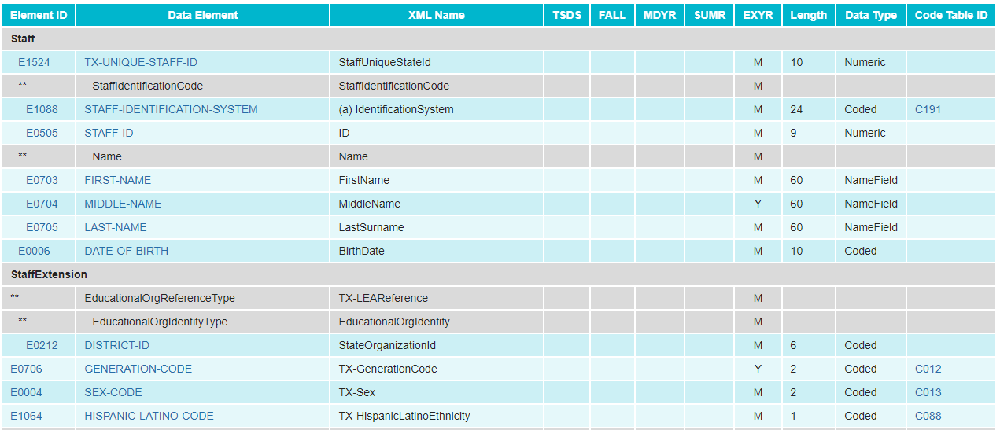 Element ID Data Element XML Name TSDS FALL MDYR SUMR EXYR Length Data Type Code Table ID
Staff
E1524 TX-UNIQUE-STAFF-ID StaffUniqueStateId M 10 Numeric
** StaffIdentificationCode StaffIdentificationCode M
E1088 STAFF-IDENTIFICATION-SYSTEM (a) IdentificationSystem M 24 Coded C191
E0505 STAFF-ID ID M 9 Numeric
** Name Name M
E0703 FIRST-NAME FirstName M 60 NameField
E0704 MIDDLE-NAME MiddleName Y 60 NameField
E0705 LAST-NAME LastSurname M 60 NameField
E0006 DATE-OF-BIRTH BirthDate M 10 Coded
StaffExtension
** EducationalOrgReferenceType TX-LEAReference M
** EducationalOrgIdentityType EducationalOrgIdentity M
E0212 DISTRICT-ID StateOrganizationId M 6 Coded
E0706 GENERATION-CODE TX-GenerationCode Y 2 Coded C012
E0004 SEX-CODE TX-Sex M 2 Coded C013
E1064 HISPANIC-LATINO-CODE TX-HispanicLatinoEthnicity M 1 Coded C088